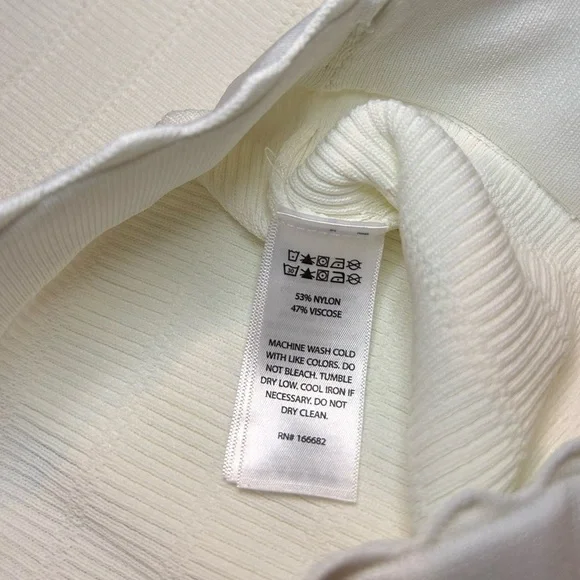 53% NYLON
47% VISCOSE
MACHINE WASH COLD
WITH LIKE COLORS. DO
NOT BLEACH. TUMBLE
DRY LOW. COOL IRON IF
NECESSARY. DO NOT
DRY CLEAN.
RN# 166682